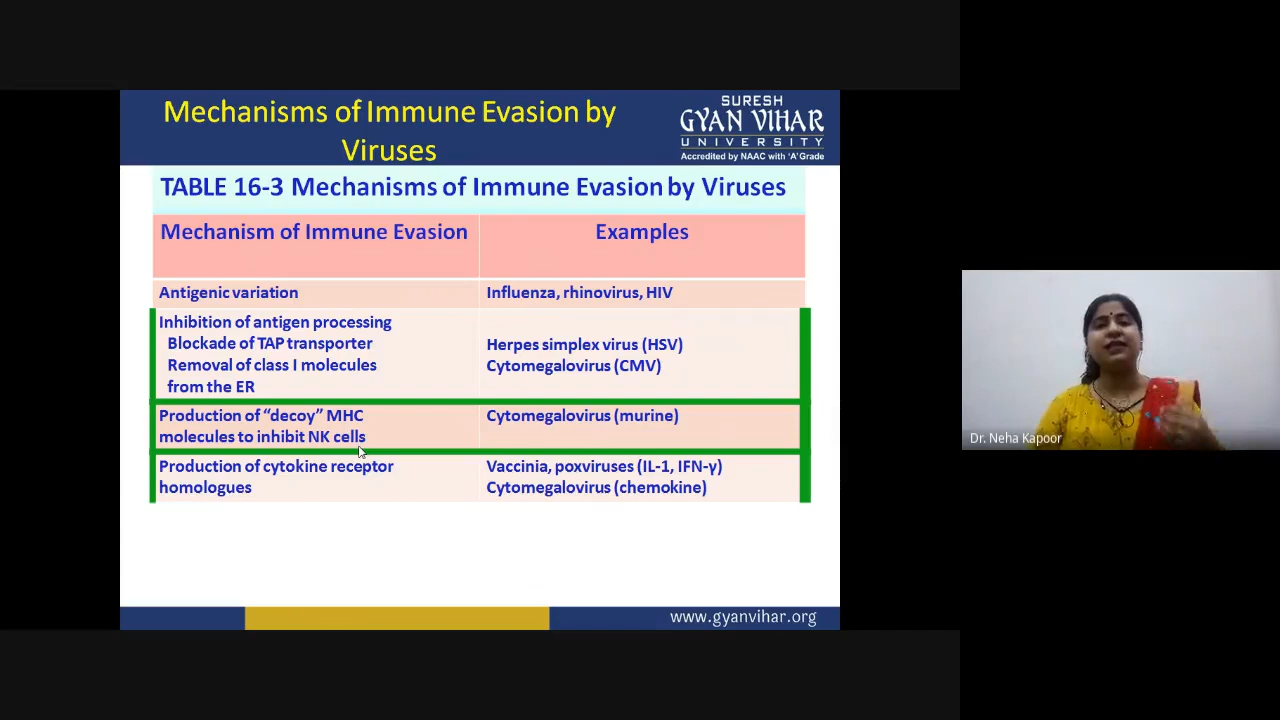 Mechanisms of Immune Evasion by
Viruses
SURESH
GYAN VIHAR
UNIVERSITY
Accredited by NAAC with 'A' Grade
TABLE 16-3 Mechanisms of Immune Evasion by Viruses
Mechanism of Immune Evasion
Examples
Antigenic variation
Influenza, rhinovirus, HIV
Inhibition of antigen processing
Blockade of TAP transporter
Removal of class I molecules
from the ER
Herpes simplex virus (HSV)
Cytomegalovirus (CMV)
Production of “decoy” MHC
molecules to inhibit NK cells
Cytomegalovirus (murine)
Production of cytokine receptor
homologues
Vaccinia, poxviruses (IL-1, IFN-γ)
Cytomegalovirus (chemokine)
www.gyanvihar.org
Dr. Neha Kapoor